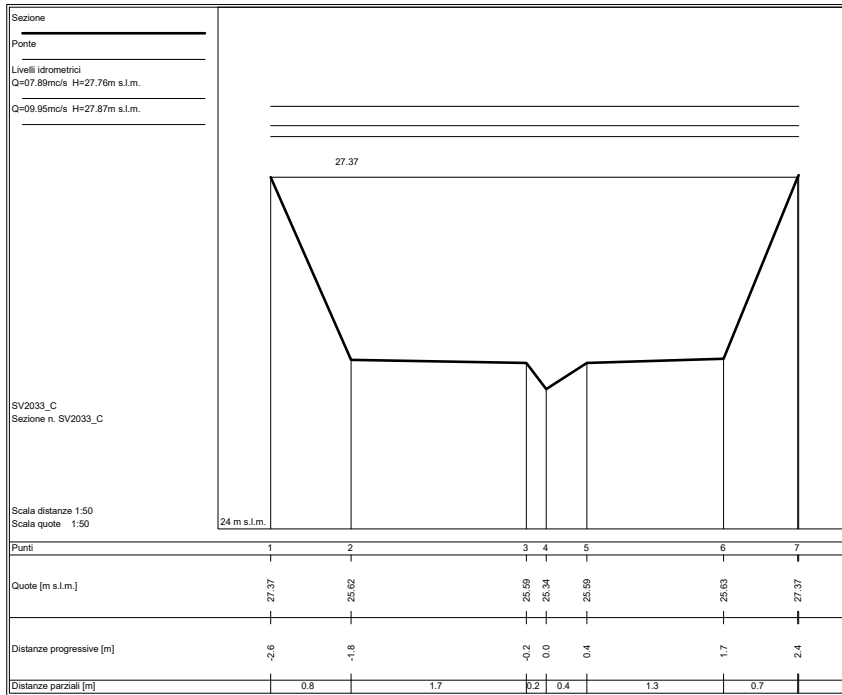 Sezione
Ponte
Livelli idrometrici
Q=07.89mc/s H=27.76m s.l.m.
Q=09.95mc/s H=27.87m s.l.m.
27.37
SV2033_C
Sezione n. SV2033_C
Scala distanze 1:50
Scala quote 1:50
24 m s.l.m.
Punti 1 2 3 4 5 6 7
Quote [m s.l.m.] 27.37 25.62 25.59 25.34 25.59 25.63 27.37
Distanze progressive [m] -2.6 -1.8 -0.2 0.0 0.4 1.7 2.4
Distanze parziali [m] 0.8 1.7 0.2 0.4 1.3 0.7